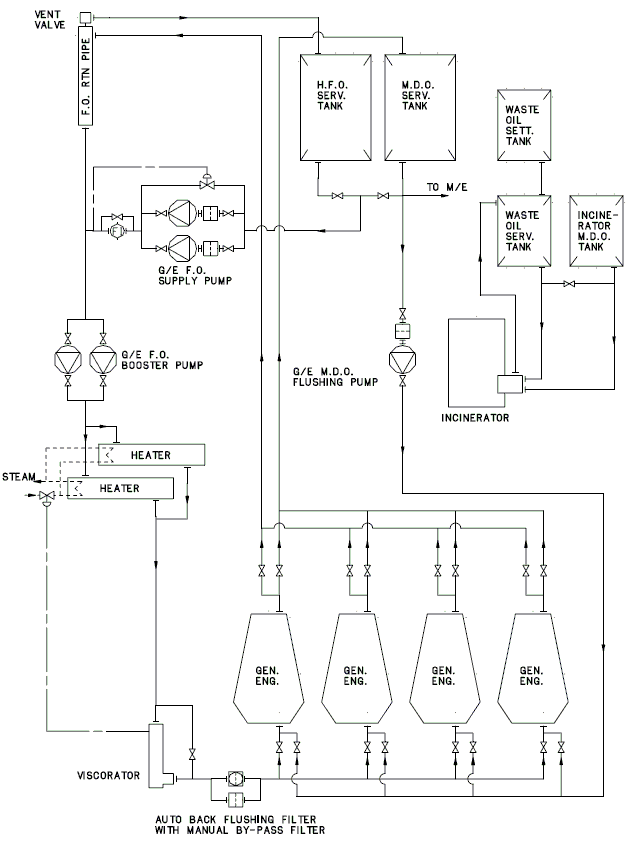 VENT
VALVE
F.O. RTN PIPE
H.F.O.
SERV.
TANK
M.D.O.
SERV.
TANK
WASTE
OIL
SETT.
TANK
TO M/E
WASTE
OIL
SERV.
TANK
INCINE-
RATOR
M.D.O.
TANK
FI
G/E F.O.
SUPPLY PUMP
G/E F.O.
BOOSTER PUMP
G/E M.D.O.
FLUSHING PUMP
INCINERATOR
HEATER
STEAM
HEATER
GEN.
ENG.
GEN.
ENG.
GEN.
ENG.
GEN.
ENG.
VISCORATOR
AUTO BACK FLUSHING FILTER
WITH MANUAL BY-PASS FILTER